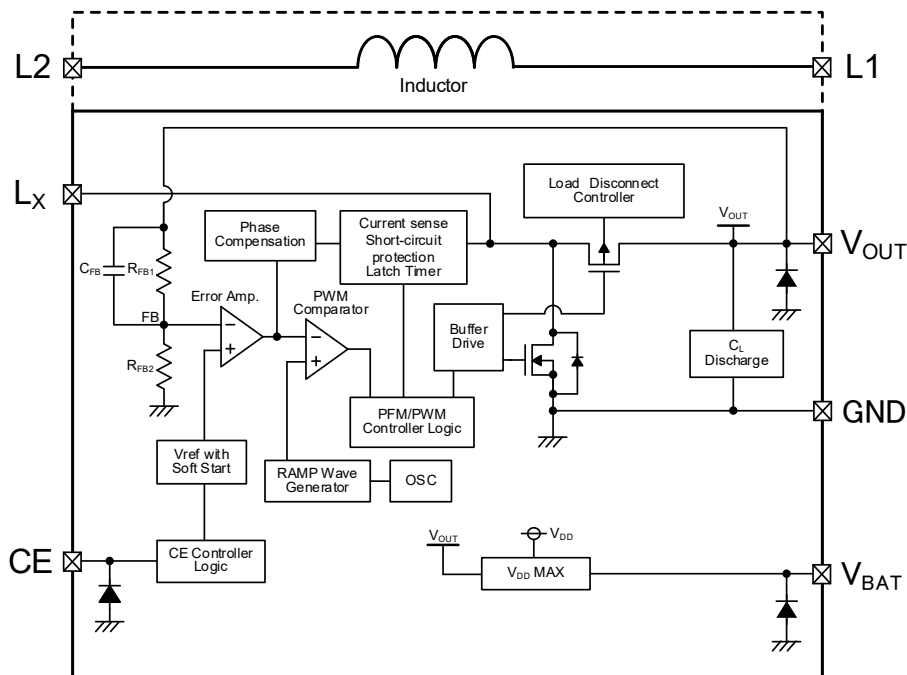 L2
L1
Inductor
LX
Load Disconnect
Controller
Phase
Compensation
Current sense
Short-circuit
protection
Latch Timer
VOUT
VOUT
CFB
RFB1
Error Amp.
PWM
Comparator
FB
Buffer
Drive
CL
Discharge
RFB2
PFM/PWM
Controller Logic
GND
Vref with
Soft Start
RAMP Wave
Generator
OSC
CE
CE Controller
Logic
VOUT
VDD
VDD MAX
VBAT